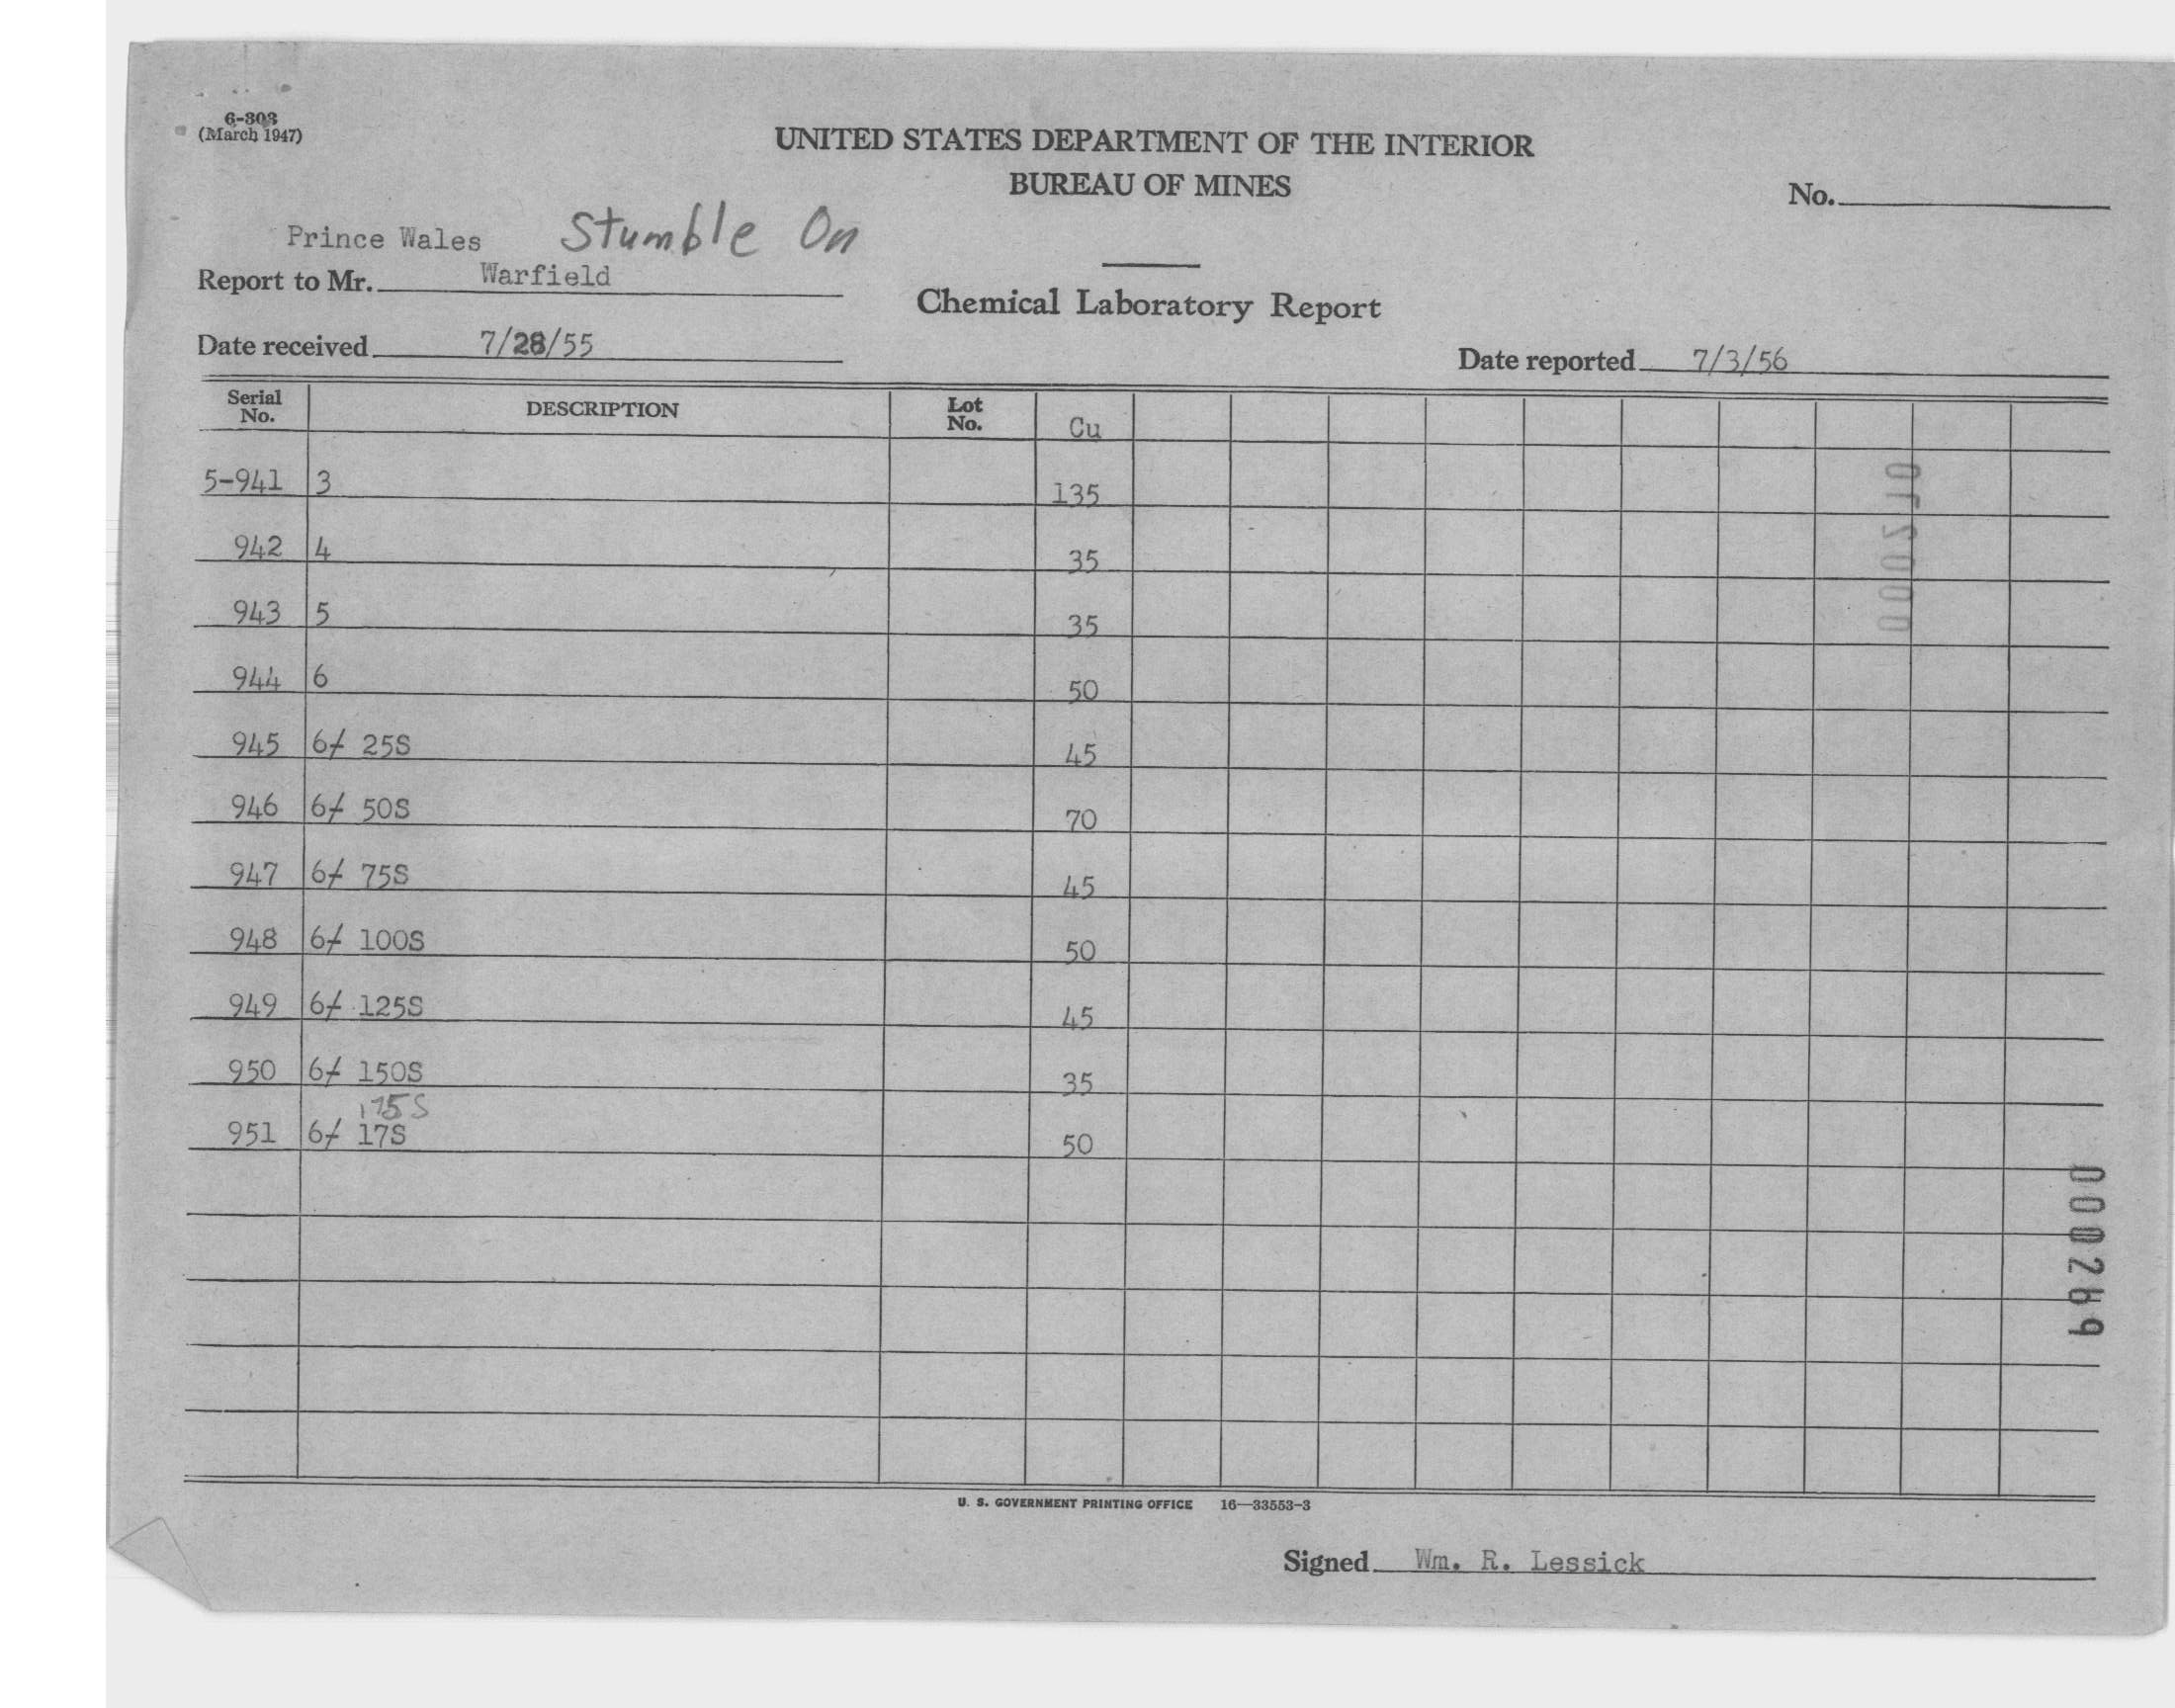 6-303
(March 1947)
UNITED STATES DEPARTMENT OF THE INTERIOR
BUREAU OF MINES
No.
Prince Wales Stumble On
Report to Mr. Warfield
Chemical Laboratory Report
Date received 7/28/55
Date reported 7/3/56
Serial No. DESCRIPTION Lot No. Cu
5-941 3 135
942 4 35
943 5 35
944 6 50
945 6+ 25S 45
946 6+ 50S 70
947 6+ 75S 45
948 6+ 100S 50
949 6+ 125S 45
950 6+ 150S 35
175S
951 6+ 17S 50
000269
U. S. GOVERNMENT PRINTING OFFICE 16—33553-3
Signed Wm. R. Lessick